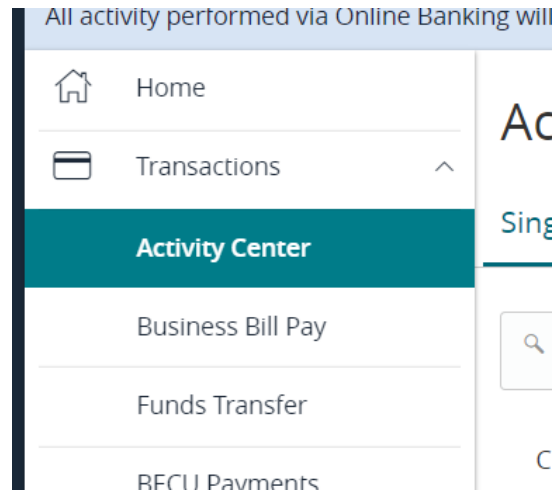 All activity performed via Online Banking will
Home
Transactions
Activity Center
Business Bill Pay
Funds Transfer
BECU Payments
Ac
Sing
C